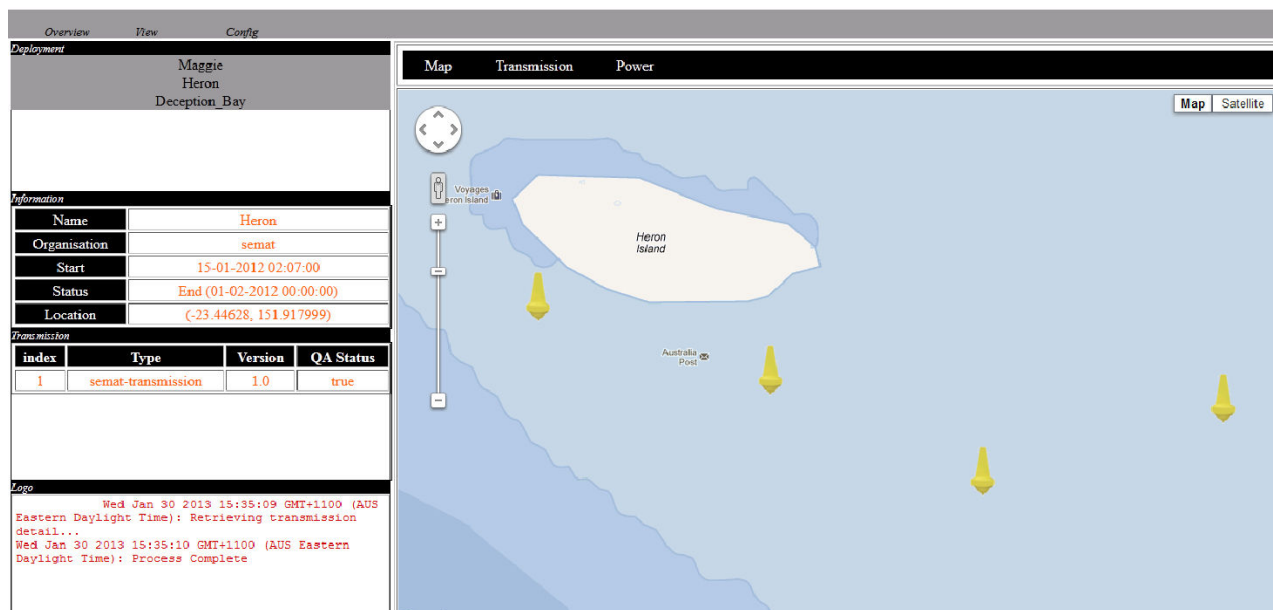 Overview View Config
Deployment
Maggie
Heron
Deception_Bay
Information
Name Heron
Organisation semat
Start 15-01-2012 02:07:00
Status End (01-02-2012 00:00:00)
Location (-23.44628, 151.917999)
Transmission
index Type Version QA Status
1 semat-transmission 1.0 true
Logo
Wed Jan 30 2013 15:35:09 GMT+1100 (AUS
Eastern Daylight Time): Retrieving transmission
detail...
Wed Jan 30 2013 15:35:10 GMT+1100 (AUS Eastern
Daylight Time): Process Complete
Map Transmission Power
Map Satellite
Voyages
eron Island
Heron
Island
Australia
Post